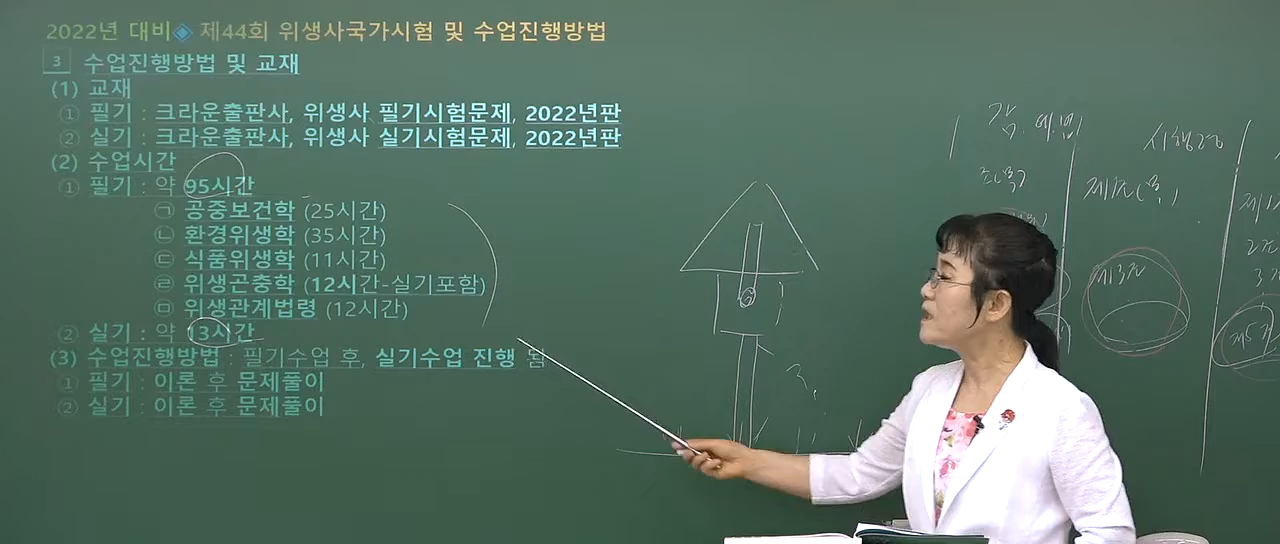 2022년 대비◈ 제44회 위생사국가시험 및 수업진행방법
3 수업진행방법 및 교재
(1) 교재
① 필기 : 크라운출판사, 위생사 필기시험문제, 2022년판
② 실기 : 크라운출판사, 위생사 실기시험문제, 2022년판
(2) 수업시간
① 필기 : 약 95시간
㉠ 공중보건학 (25시간)
㉡ 환경위생학 (35시간)
㉢ 식품위생학 (11시간)
㉣ 위생곤충학 (12시간-실기포함)
㉤ 위생관계법령 (12시간)
② 실기 : 약 13시간
(3) 수업진행방법 : 필기수업 후, 실기수업 진행 됨
① 필기 : 이론 후 문제풀이
② 실기 : 이론 후 문제풀이